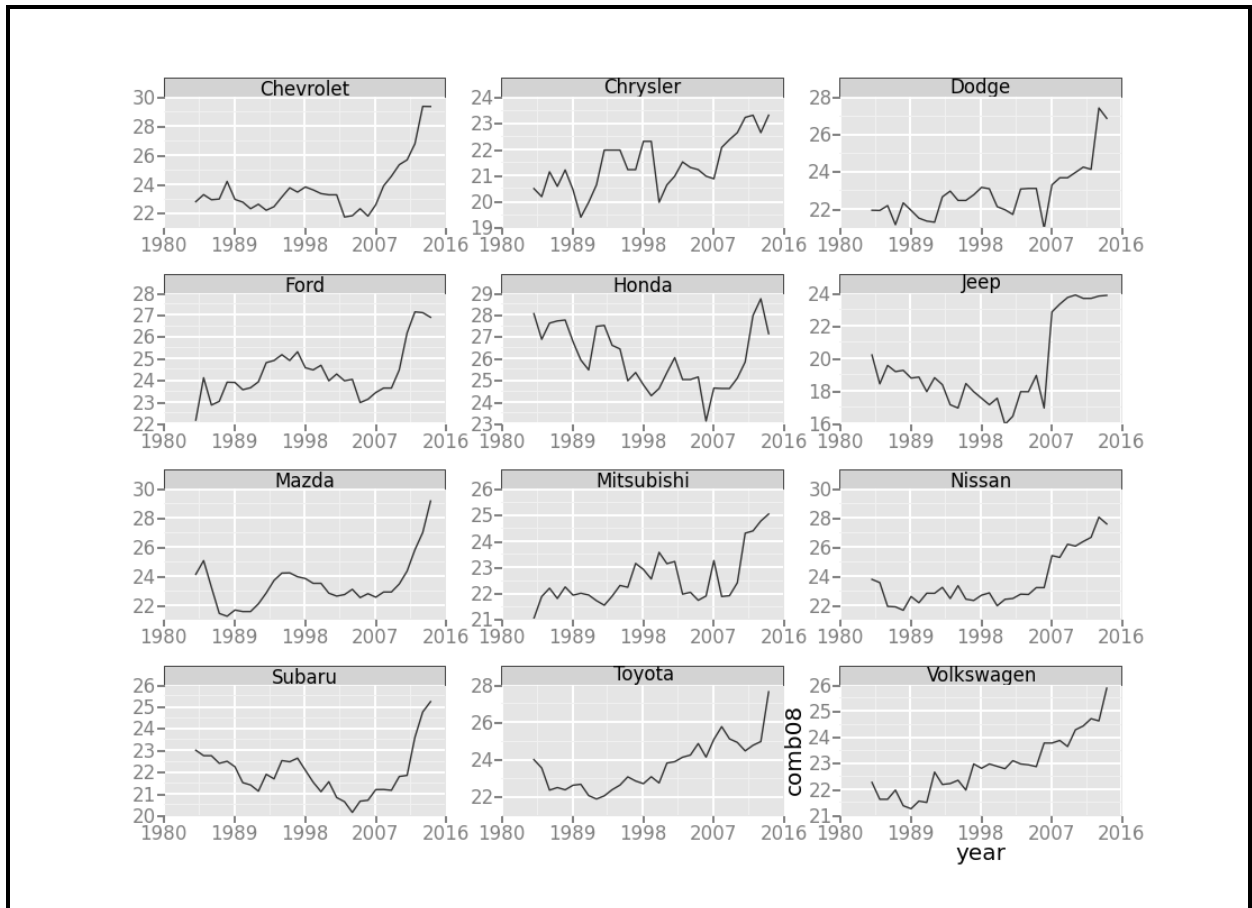 Chevrolet Chrysler Dodge
30 24 28
23
22 26
21 24
24 20
22 19 22
1980 1989 1998 2007 2016 1980 1989 1998 2007 2016 1980 1989 1998 2007 2016
Ford Honda Jeep
28 29 24
27 28 22
26 27
25 26 20
24 25 18
23 24
22 23 16
1980 1989 1998 2007 2016 1980 1989 1998 2007 2016 1980 1989 1998 2007 2016
Mazda Mitsubishi Nissan
30 26 30
28 25 28
26 24 26
24 23 24
22 22 22
21
1980 1989 1998 2007 2016 1980 1989 1998 2007 2016 1980 1989 1998 2007 2016
Subaru Toyota Volkswagen
26 28 26
25 26 25
24 24
23 24 23
22 22
21 22 21
20
comb08
1980 1989 1998 2007 2016 1980 1989 1998 2007 2016 1980 1989 1998 2007 2016
year